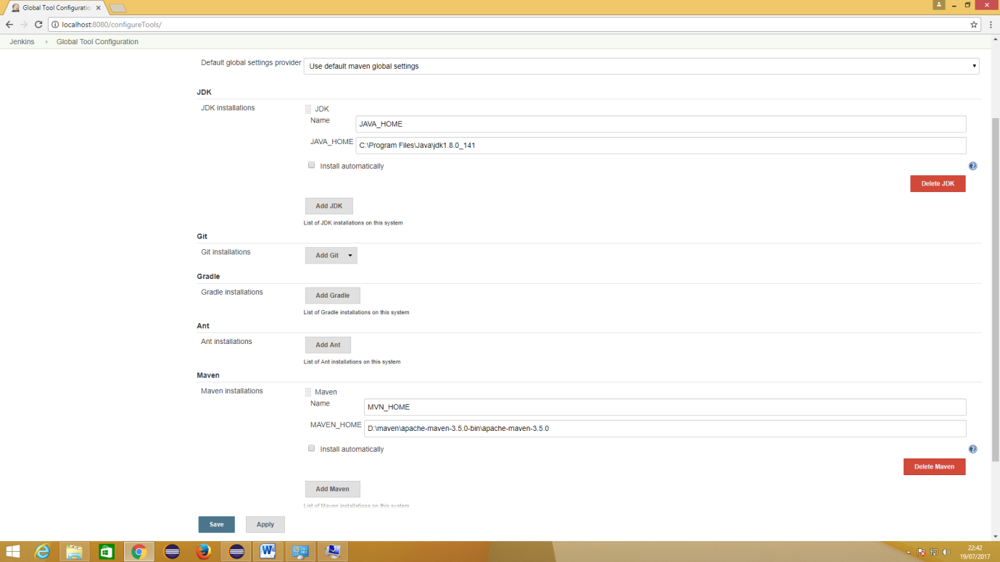 Global Tool Configuratio
localhost:8080/configureTools/
Jenkins Global Tool Configuration
Default global settings provider
Use default maven global settings
JDK
JDK installations
JDK
Name
JAVA_HOME
JAVA_HOME
C:\Program Files\Java\jdk1.8.0_141
Install automatically
Delete JDK
Add JDK
List of JDK installations on this system
Git
Git installations
Add Git
Gradle
Gradle installations
Add Gradle
List of Gradle installations on this system
Ant
Ant installations
Add Ant
List of Ant installations on this system
Maven
Maven installations
Maven
Name
MVN_HOME
MAVEN_HOME
D:\maven\apache-maven-3.5.0-bin\apache-maven-3.5.0
Install automatically
Delete Maven
Add Maven
List of Maven installations on this system
Save Apply
22:42
19/07/2017